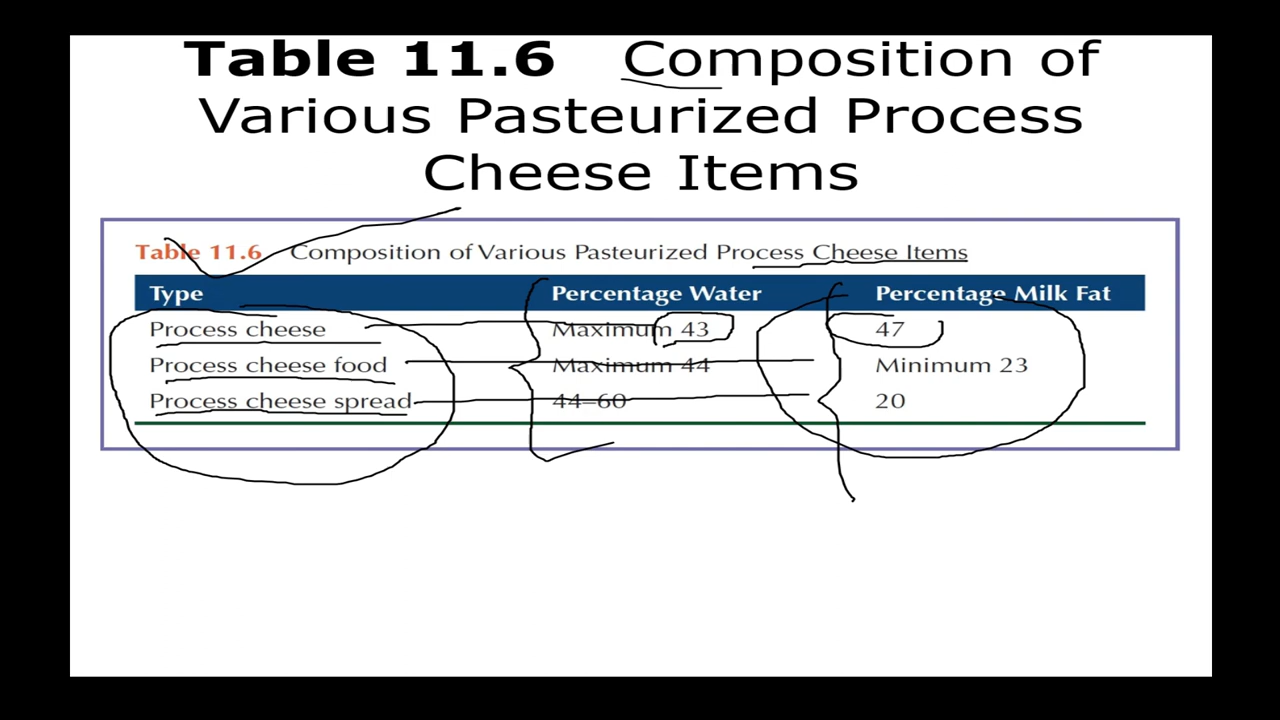 Table 11.6 Composition of
Various Pasteurized Process
Cheese Items
Table 11.6 Composition of Various Pasteurized Process Cheese Items
Type Percentage Water Percentage Milk Fat
Process cheese Maximum 43 47
Process cheese food Maximum 44 Minimum 23
Process cheese spread 44–60 20